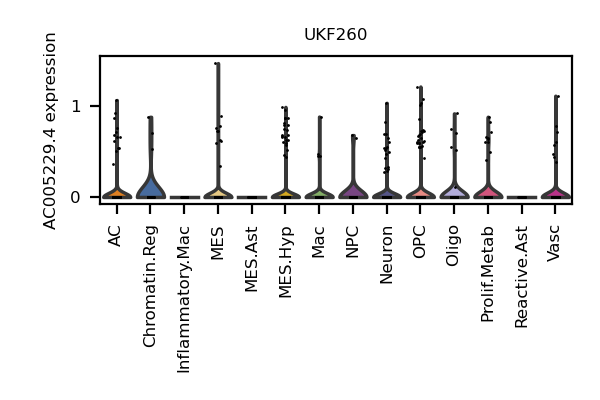 UKF260
AC005229.4 expression
1
0
AC
Chromatin.Reg
Inflammatory.Mac
MES
MES.Ast
MES.Hyp
Mac
NPC
Neuron
OPC
Oligo
Prolif.Metab
Reactive.Ast
Vasc